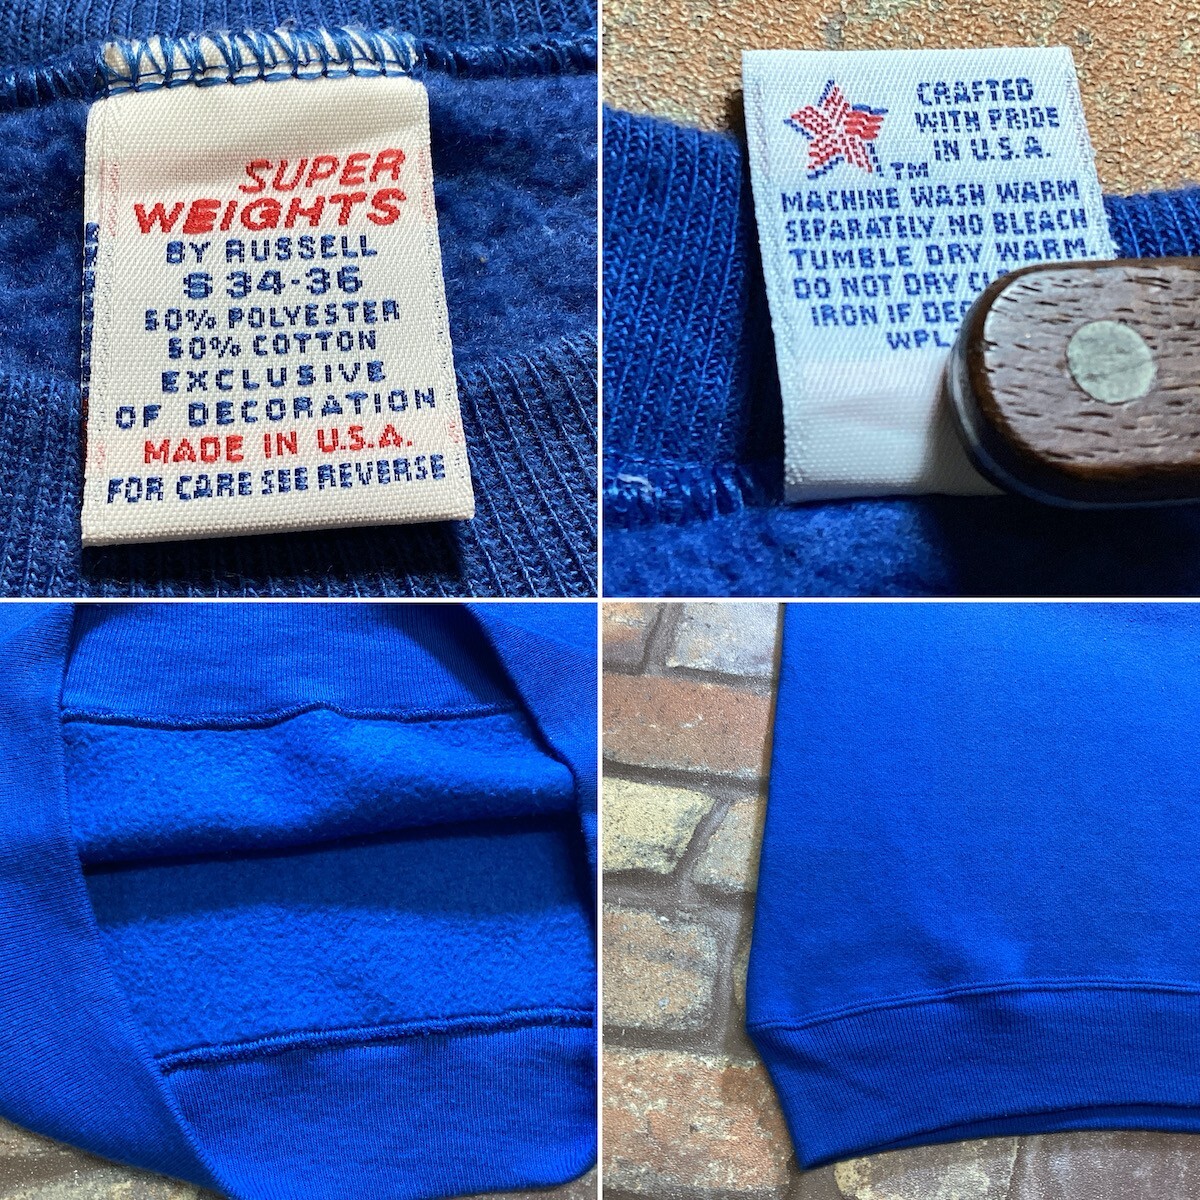 SUPER
WEIGHTS
BY RUSSELL
S 34-36
50% POLYESTER
50% COTTON
EXCLUSIVE
OF DECORATION
MADE IN U.S.A.
FOR CARE SEE REVERSE
CRAFTED
WITH PRIDE
IN U.S.A.
TM
MACHINE WASH WARM
SEPARATELY. NO BLEACH
TUMBLE DRY WARM
DO NOT DRY
IRON IF
WPL